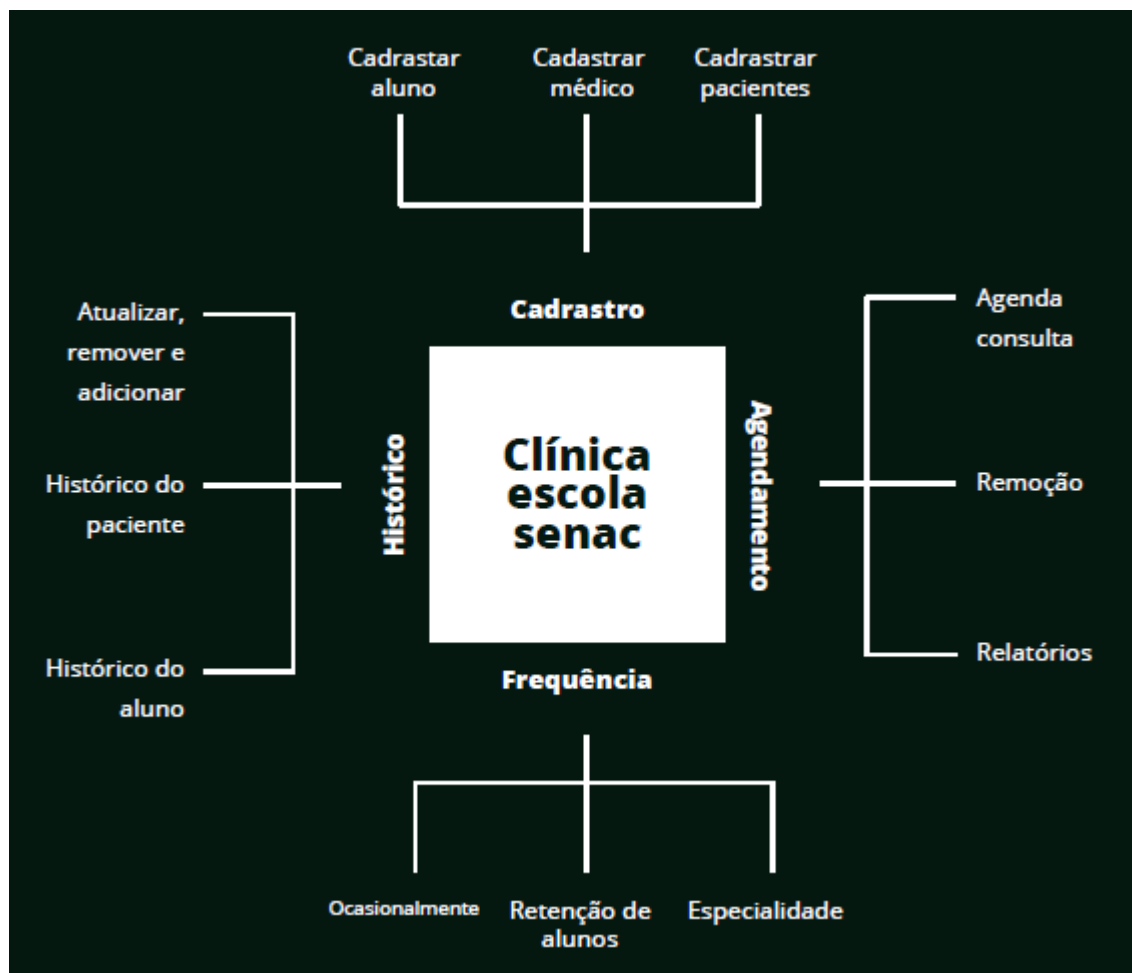 Cadrastar
aluno
Cadastrar
médico
Cadrastrar
pacientes
Cadrastro
Atualizar,
remover e
adicionar
Histórico do
paciente
Histórico do
aluno
Histórico
Clínica
escola
senac
Agendamento
Agenda
consulta
Remoção
Relatórios
Frequência
Ocasionalmente
Retenção de
alunos
Especialidade